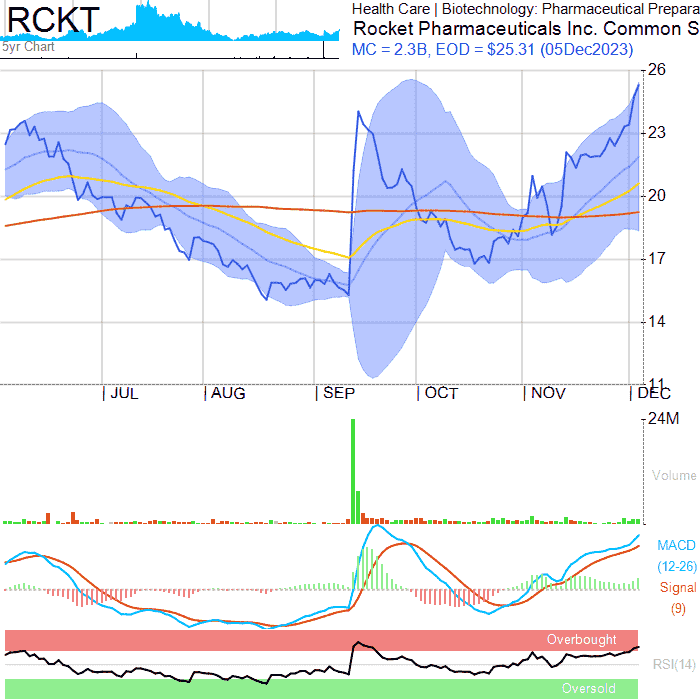 RCKT
5yr Chart
Health Care | Biotechnology: Pharmaceutical Prepara
Rocket Pharmaceuticals Inc. Common S
MC = 2.3B, EOD = $25.31 (05Dec2023)
26
23
20
17
14
11
JUL AUG SEP OCT NOV DEC
24M
Volume
MACD
(12-26)
Signal
(9)
Overbought
RSI(14)
Oversold